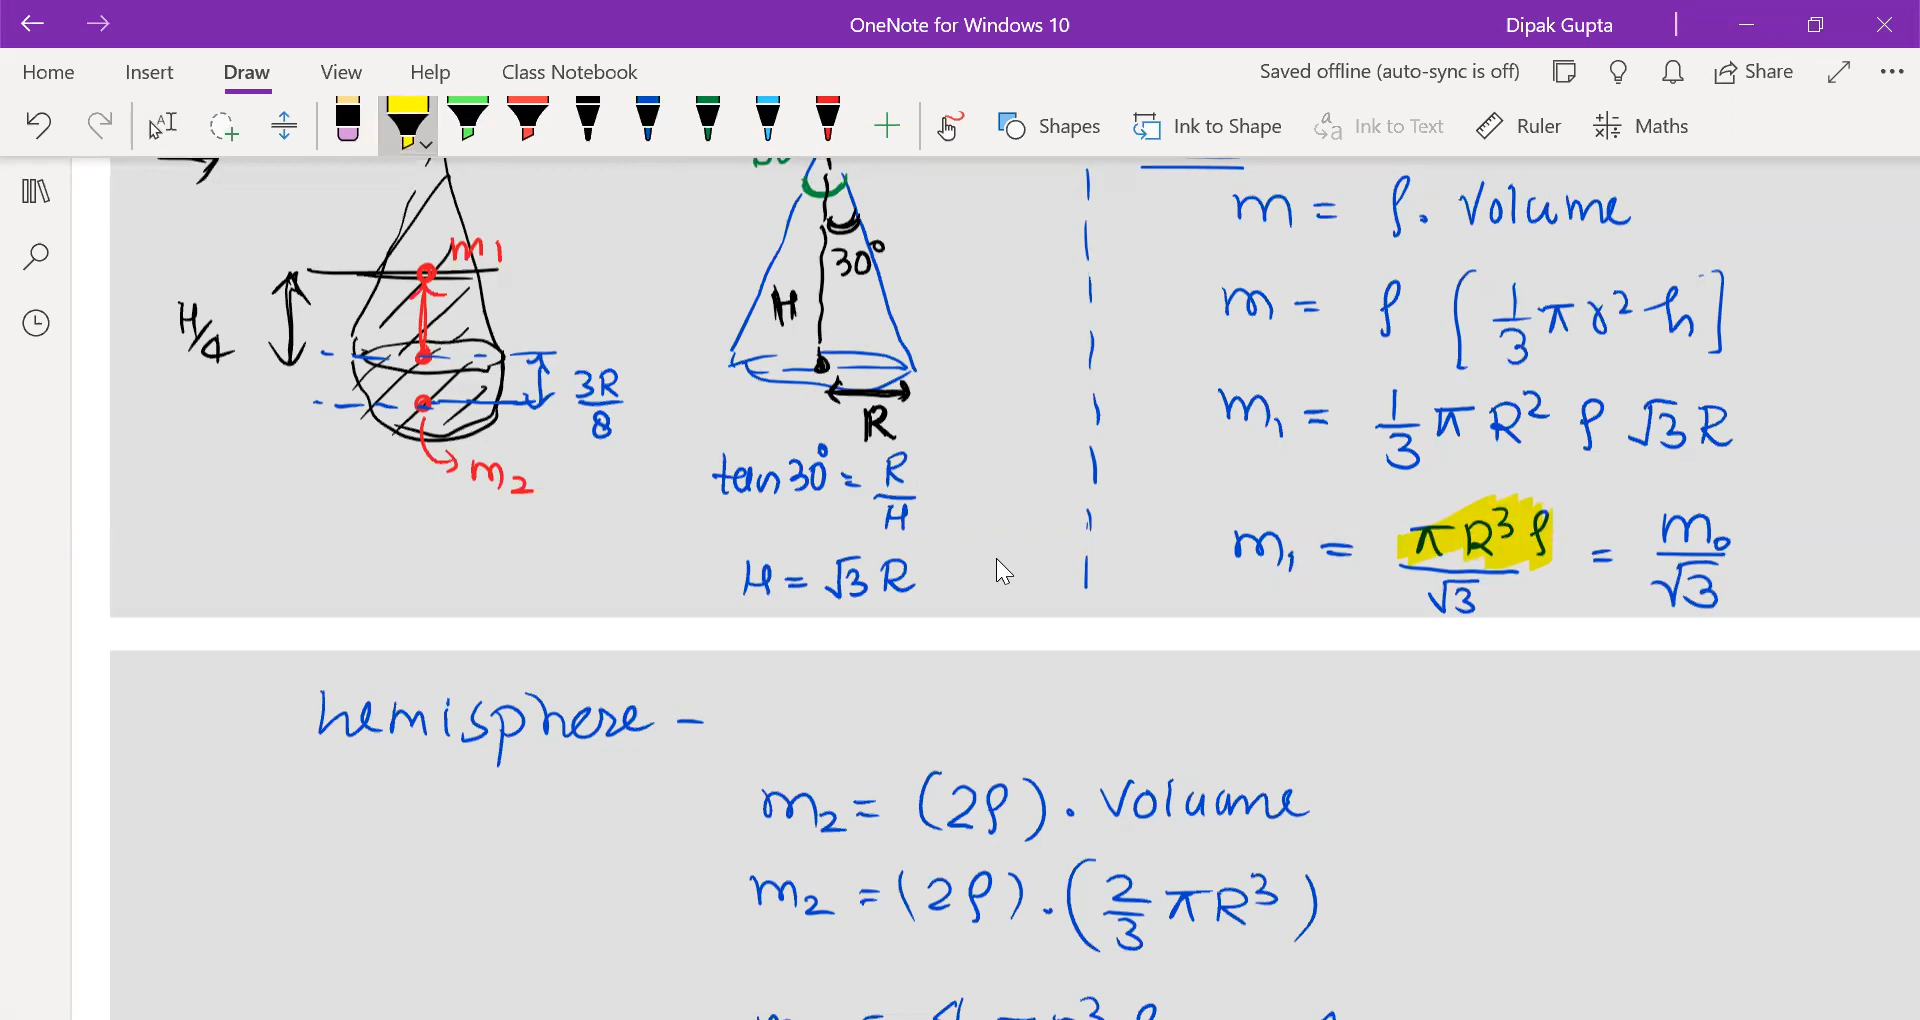 OneNote for Windows 10
Dipak Gupta
Home Insert Draw View Help Class Notebook
Saved offline (auto-sync is off) Share
Shapes Ink to Shape Ink to Text Ruler Maths
m1
H/4
3R/8
m2
30°
H
R
tan30° = R/H
H = √3 R
m = ρ. Volume
m = ρ [1/3 π r² h]
m₁ = 1/3 π R² ρ √3 R
m₁ = πR³ρ/√3 = m₀/√3
hemisphere -
m₂ = (2ρ). Voluame
m₂ = (2ρ).(2/3 πR³)